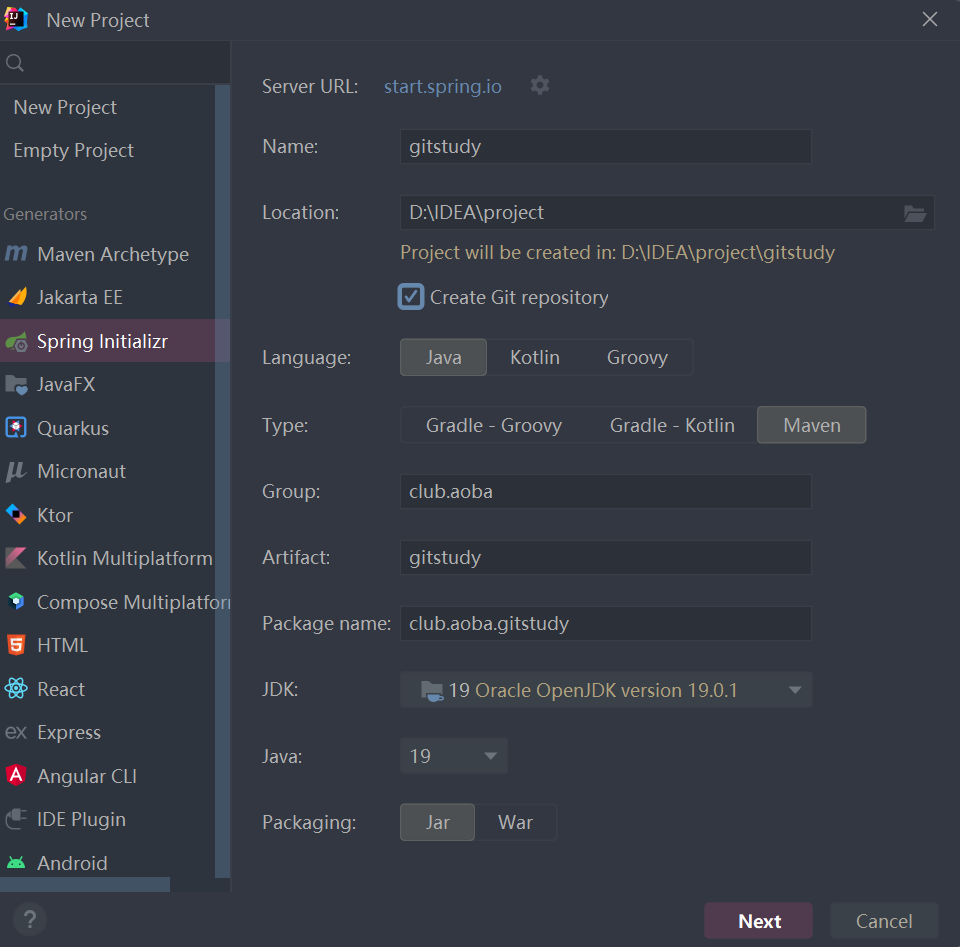 New Project
New Project
Empty Project
Generators
Maven Archetype
Jakarta EE
Spring Initializr
JavaFX
Quarkus
Micronaut
Ktor
Kotlin Multiplatform
Compose Multiplatforr
HTML
React
Express
Angular CLI
IDE Plugin
Android
Server URL: start.spring.io
Name: gitstudy
Location: D:\IDEA\project
Project will be created in: D:\IDEA\project\gitstudy
Create Git repository
Language: Java Kotlin Groovy
Type: Gradle - Groovy Gradle - Kotlin Maven
Group: club.aoba
Artifact: gitstudy
Package name: club.aoba.gitstudy
JDK: 19 Oracle OpenJDK version 19.0.1
Java: 19
Packaging: Jar War
? Next Cancel